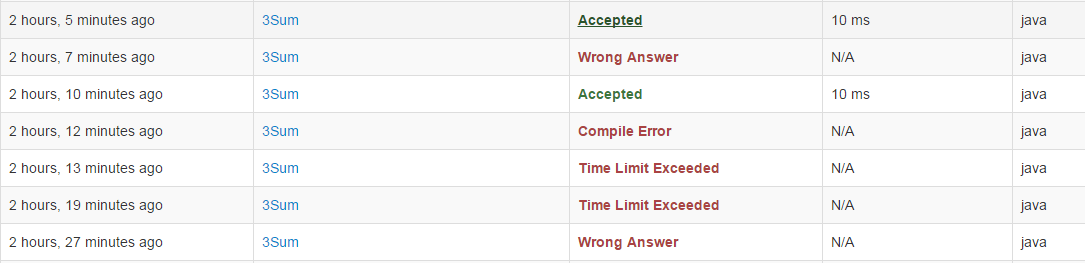 2 hours, 5 minutes ago 3Sum Accepted 10 ms java
2 hours, 7 minutes ago 3Sum Wrong Answer N/A java
2 hours, 10 minutes ago 3Sum Accepted 10 ms java
2 hours, 12 minutes ago 3Sum Compile Error N/A java
2 hours, 13 minutes ago 3Sum Time Limit Exceeded N/A java
2 hours, 19 minutes ago 3Sum Time Limit Exceeded N/A java
2 hours, 27 minutes ago 3Sum Wrong Answer N/A java